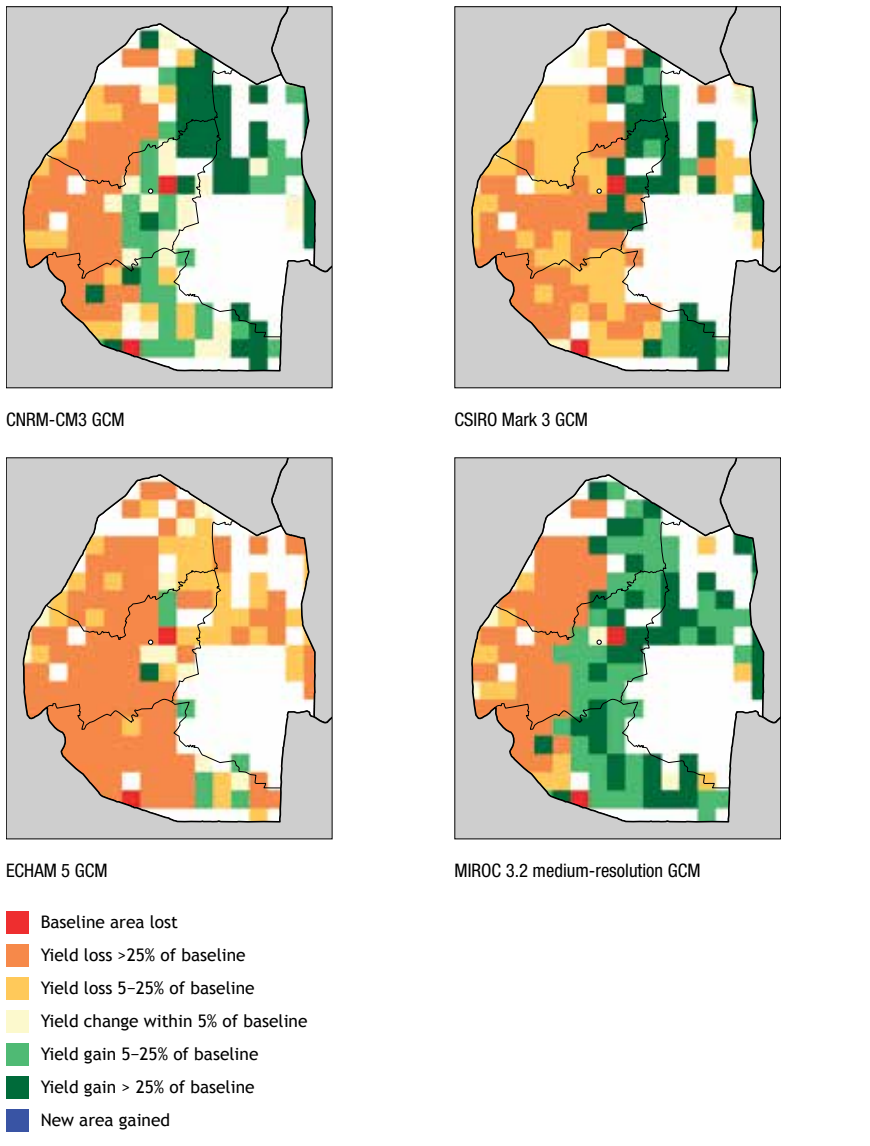 CNRM-CM3 GCM
CSIRO Mark 3 GCM
ECHAM 5 GCM
MIROC 3.2 medium-resolution GCM
Baseline area lost
Yield loss >25% of baseline
Yield loss 5–25% of baseline
Yield change within 5% of baseline
Yield gain 5–25% of baseline
Yield gain > 25% of baseline
New area gained